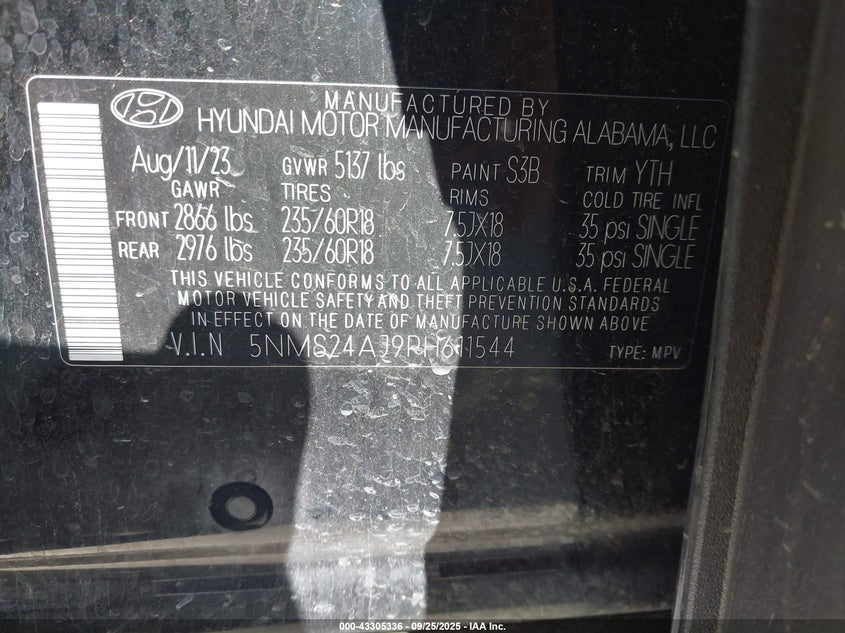 MANUFACTURED BY
HYUNDAI MOTOR MANUFACTURING ALABAMA, LLC
Aug/11/23 GVWR 5137 lbs PAINT S3B TRIM YTH
GAWR TIRES RIMS COLD TIRE INFL
FRONT 2866 lbs 235/60R18 7.5JX18 35 psi SINGLE
REAR 2976 lbs 235/60R18 7.5JX18 35 psi SINGLE
THIS VEHICLE CONFORMS TO ALL APPLICABLE U.S.A. FEDERAL
MOTOR VEHICLE SAFETY AND THEFT PREVENTION STANDARDS
IN EFFECT ON THE DATE OF MANUFACTURE SHOWN ABOVE
V.I.N 5NMS24AJ9RH611544 TYPE: MPV
000-43305336 - 09/25/2025 - IAA Inc.